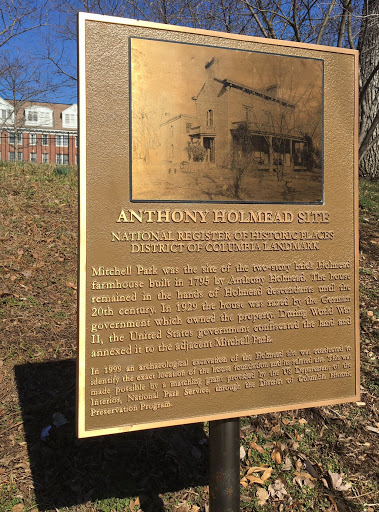 ANTHONY HOLMEAD SITE
NATIONAL REGISTER OF HISTORIC PLACES
DISTRICT OF COLUMBIA LANDMARK
Mitchell Park was the site of the two-story brick Holmead
farmhouse built in 1795 by Anthony Holmead. The house
remained in the hands of Holmead descendants until the
20th century. In 1929 the house was razed by the German
government which owned the property. During World War
II, the United States government confiscated the land and
annexed it to the adjacent Mitchell Park.
In 1999 an archaeological excavation of the Holmead site was conducted to
identify the exact location of the house foundation and its
made possible by a matching grant provided by the US Department of the
Interior, National Park Service, through the District of Columbia Historic
Preservation Program.